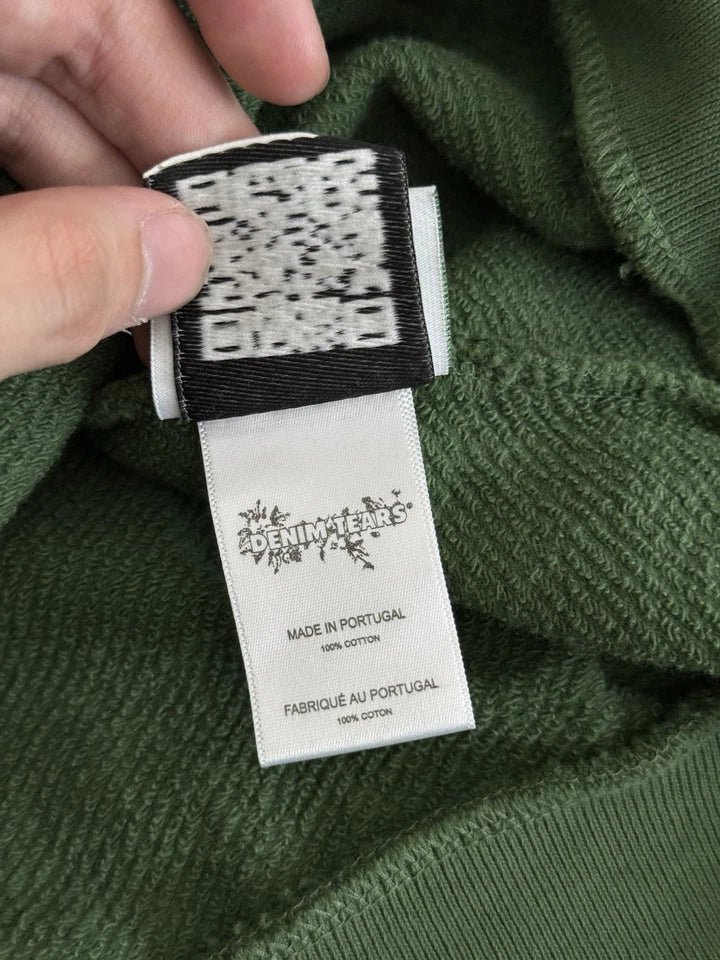 DENIM TEARS
MADE IN PORTUGAL
100% COTTON
FABRIQUÉ AU PORTUGAL
100% COTON